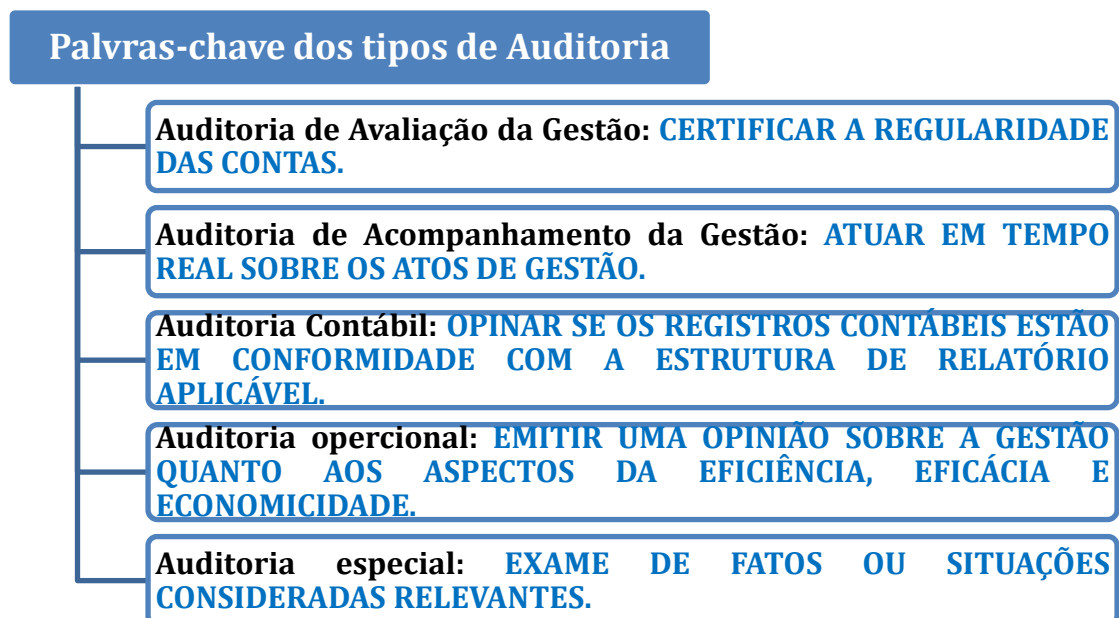 Palvras-chave dos tipos de Auditoria
Auditoria de Avaliação da Gestão: CERTIFICAR A REGULARIDADE
DAS CONTAS.
Auditoria de Acompanhamento da Gestão: ATUAR EM TEMPO
REAL SOBRE OS ATOS DE GESTÃO.
Auditoria Contábil: OPINAR SE OS REGISTROS CONTÁBEIS ESTÃO
EM CONFORMIDADE COM A ESTRUTURA DE RELATÓRIO
APLICÁVEL.
Auditoria opercional: EMITIR UMA OPINIÃO SOBRE A GESTÃO
QUANTO AOS ASPECTOS DA EFICIÊNCIA, EFICÁCIA E
ECONOMICIDADE.
Auditoria especial: EXAME DE FATOS OU SITUAÇÕES
CONSIDERADAS RELEVANTES.